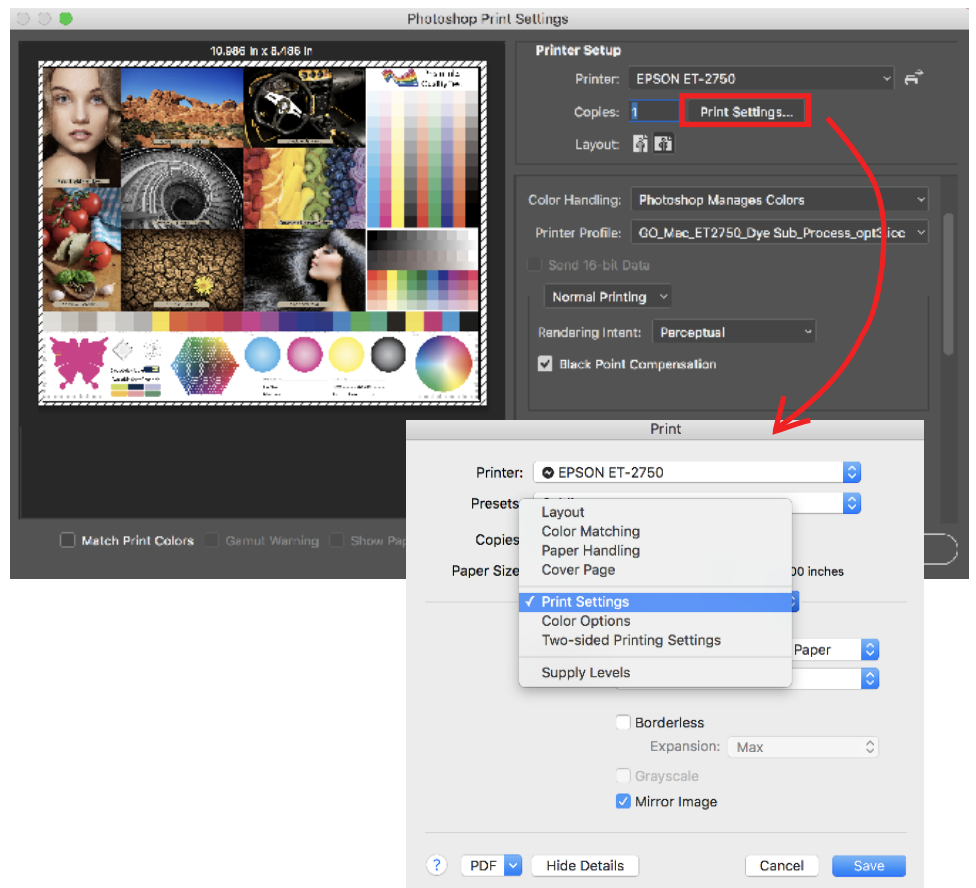 Photoshop Print Settings
10.986 in x 8.486 in
Printer Setup
Printer: EPSON ET-2750
Copies: 1 Print Settings...
Layout:
Color Handling: Photoshop Manages Colors
Printer Profile: GO_Mac_ET2750_Dye Sub_Process_opt3.icc
Send 16-bit Data
Normal Printing
Rendering Intent: Perceptual
Black Point Compensation
Match Print Colors Gamut Warning Show Pap
Print
Printer: EPSON ET-2750
Presets
Copies
Paper Size 00 inches
Layout
Color Matching
Paper Handling
Cover Page
✓ Print Settings
Color Options
Two-sided Printing Settings
Paper
Supply Levels
Borderless
Expansion: Max
Grayscale
Mirror Image
? PDF Hide Details Cancel Save